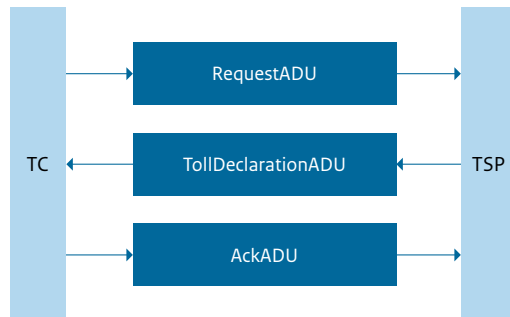 RequestADU
TC
TollDeclarationADU
TSP
AckADU